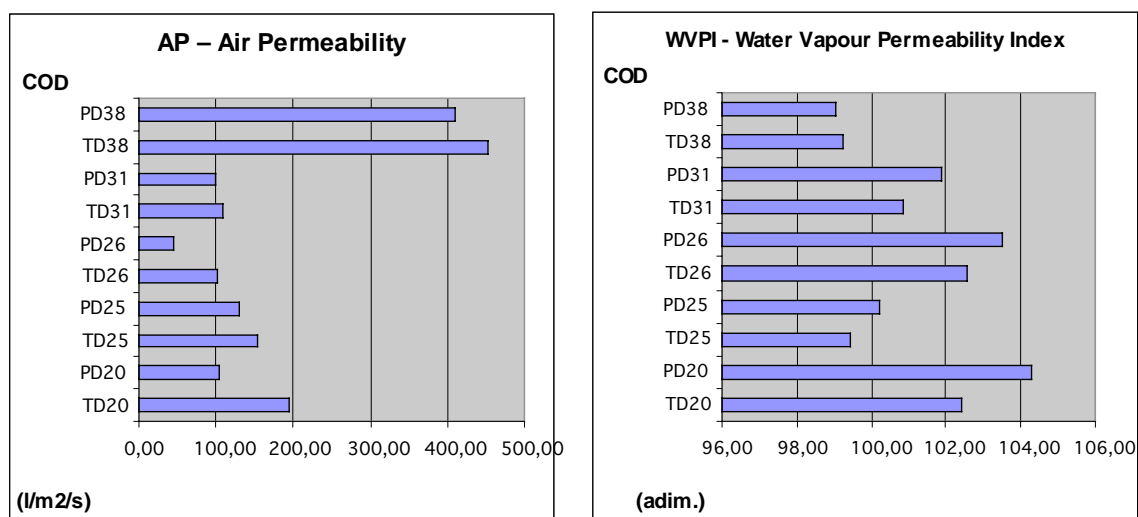 AP – Air Permeability
COD
PD38
TD38
PD31
TD31
PD26
TD26
PD25
TD25
PD20
TD20
0,00 100,00 200,00 300,00 400,00 500,00
(l/m2/s)
WVPI - Water Vapour Permeability Index
COD
PD38
TD38
PD31
TD31
PD26
TD26
PD25
TD25
PD20
TD20
96,00 98,00 100,00 102,00 104,00 106,00
(adim.)